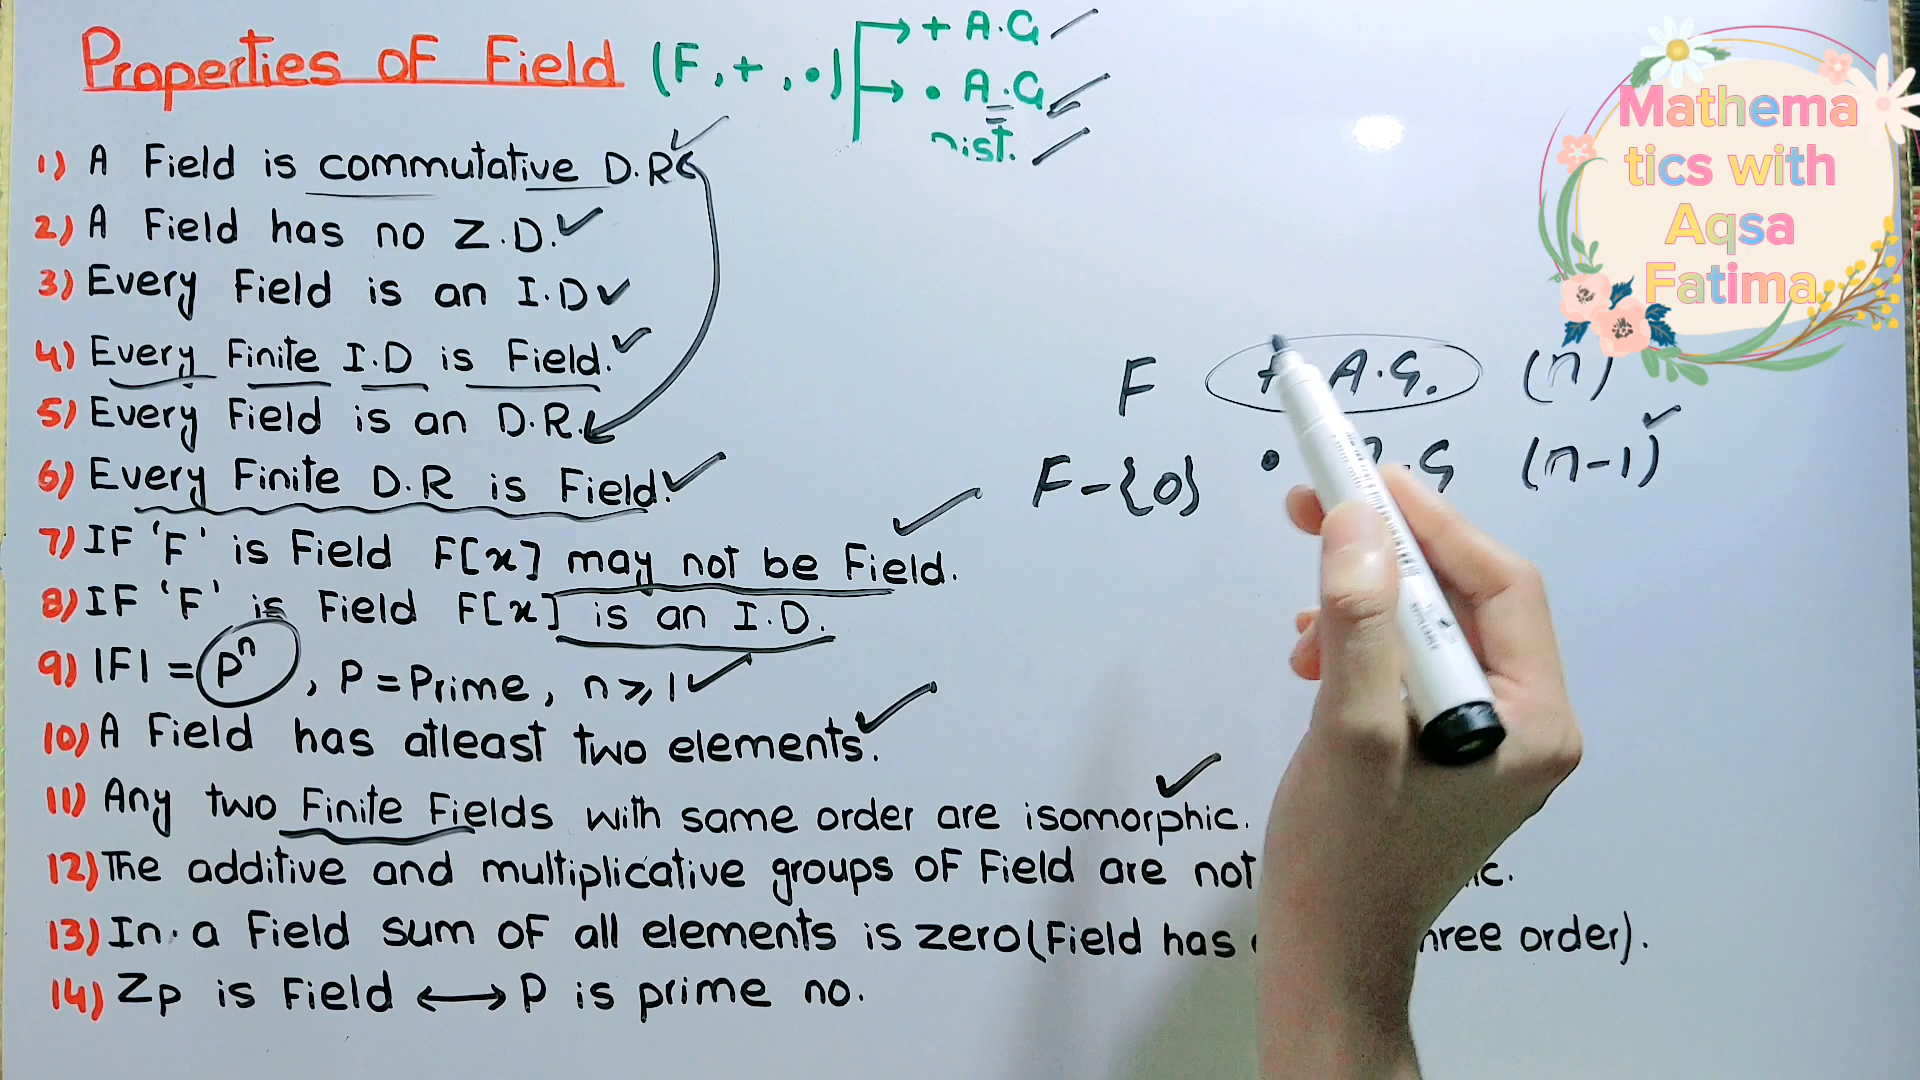 Properties oF Field (F, +, •) → + A.G
→ • A.G
Dist.
1) A Field is commutative D.R
2) A Field has no Z.D.
3) Every Field is an I.D
4) Every Finite I.D is Field.
5) Every Field is an D.R.
6) Every Finite D.R is Field.
7) IF 'F' is Field F[x] may not be Field.
8) IF 'F' is Field F[x] is an I.D.
9) |F| = P^n, P = Prime, n ≥ 1
10) A Field has atleast two elements.
11) Any two Finite Fields with same order are isomorphic.
12) The additive and multiplicative groups oF Field are not
13) In a Field sum oF all elements is zero (Field has three order).
14) Zp is Field ⟷ P is prime no.
F + A.G. (n)
F-{0} • A.G (n-1)
Mathema
tics with
Aqsa
Fatima